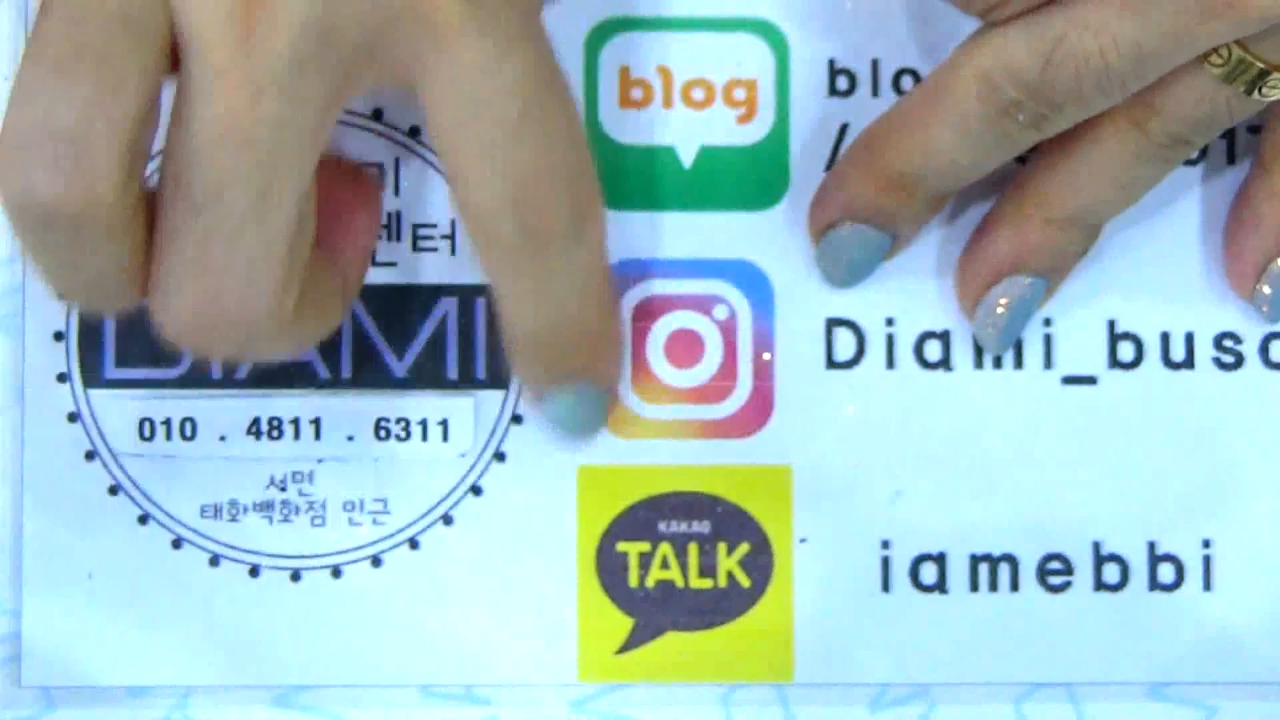 센터
DIAMI
010 . 4811 . 6311
서면
태화백화점 인근
blog
Diami_busa
KAKAO
TALK
iamebbi